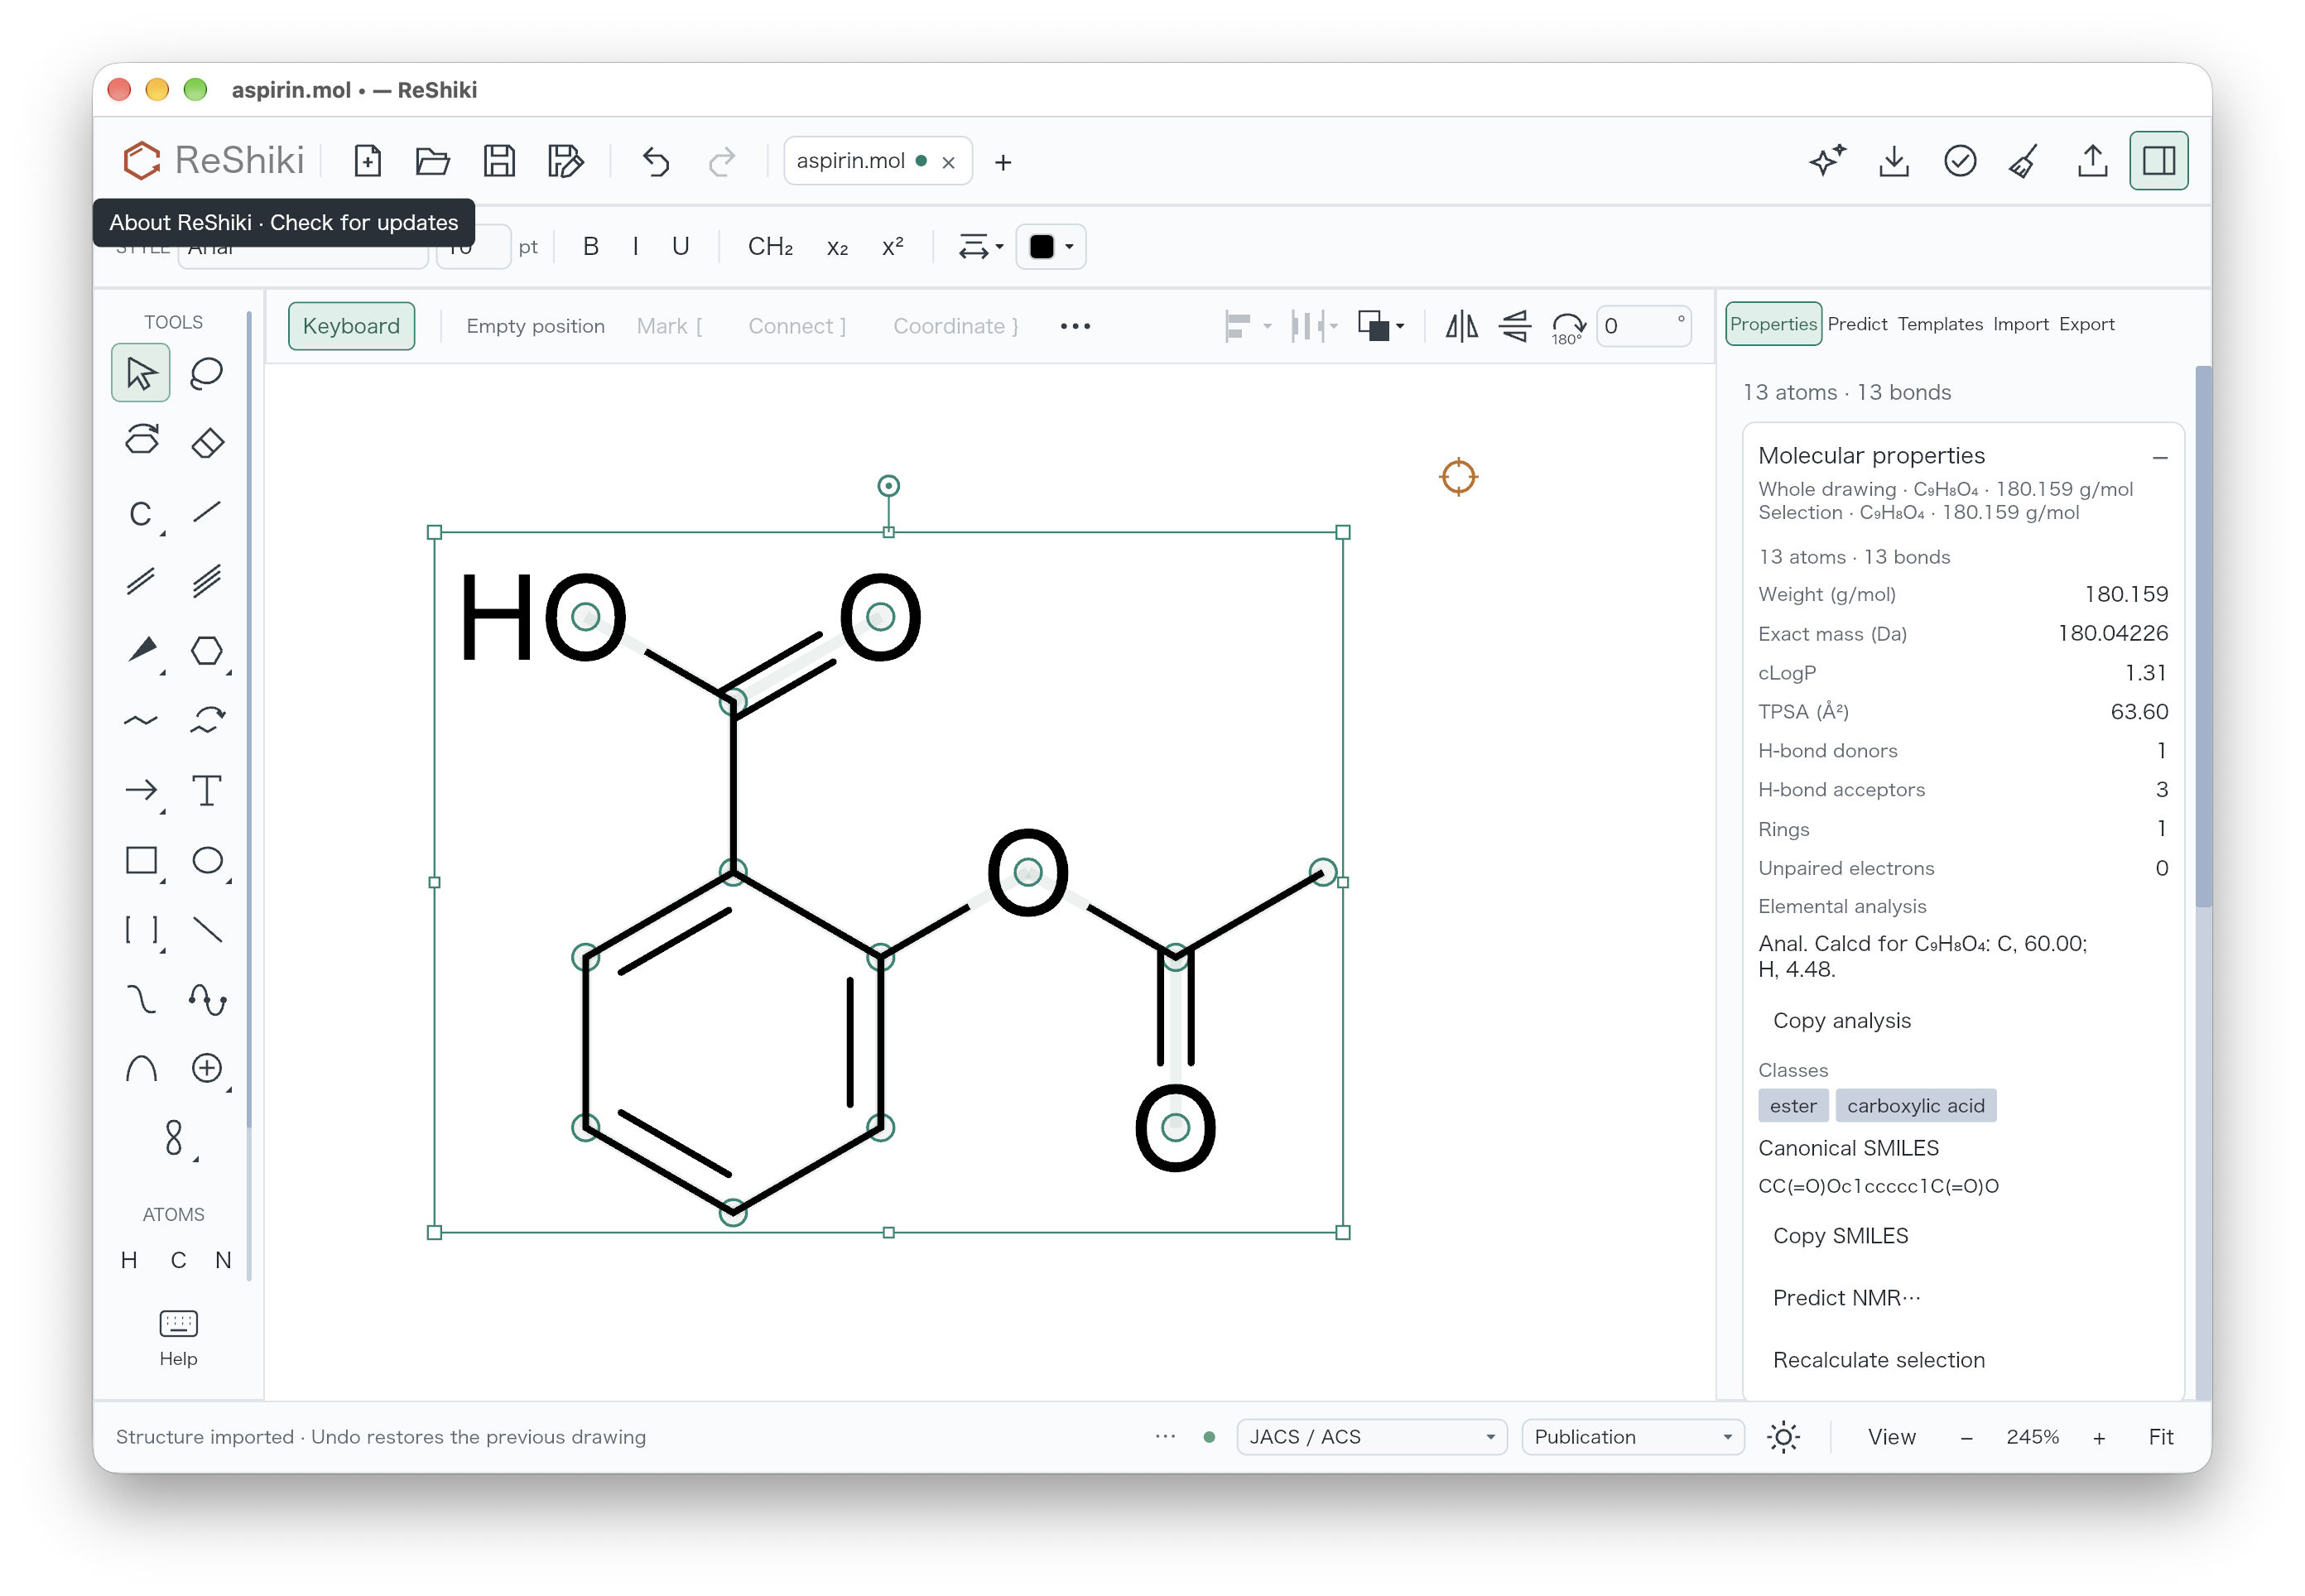 aspirin.mol • — ReShiki
ReShiki
aspirin.mol ● × +
About ReShiki · Check for updates
pt B I U CH₂ x₂ x²
TOOLS
Keyboard Empty position Mark [ Connect ] Coordinate } ••• 180° 0 °
Properties Predict Templates Import Export
C
T
[ ]
ATOMS
H C N
Help
HO O
O
O
13 atoms · 13 bonds
Molecular properties −
Whole drawing · C₉H₈O₄ · 180.159 g/mol
Selection · C₉H₈O₄ · 180.159 g/mol
13 atoms · 13 bonds
Weight (g/mol) 180.159
Exact mass (Da) 180.04226
cLogP 1.31
TPSA (Å²) 63.60
H-bond donors 1
H-bond acceptors 3
Rings 1
Unpaired electrons 0
Elemental analysis
Anal. Calcd for C₉H₈O₄: C, 60.00;
H, 4.48.
Copy analysis
Classes
ester carboxylic acid
Canonical SMILES
CC(=O)Oc1ccccc1C(=O)O
Copy SMILES
Predict NMR···
Recalculate selection
Structure imported · Undo restores the previous drawing
··· JACS / ACS Publication View − 245% + Fit